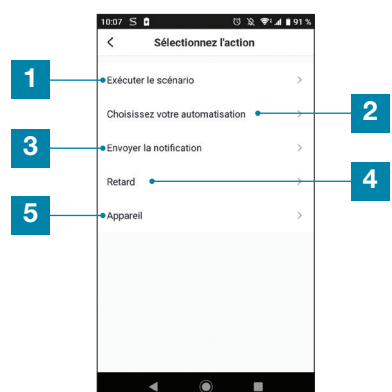 10:07 S 91 %
Sélectionnez l'action
1
Exécuter le scénario
Choisissez votre automatisation
2
3
Envoyer la notification
Retard
4
5
Appareil